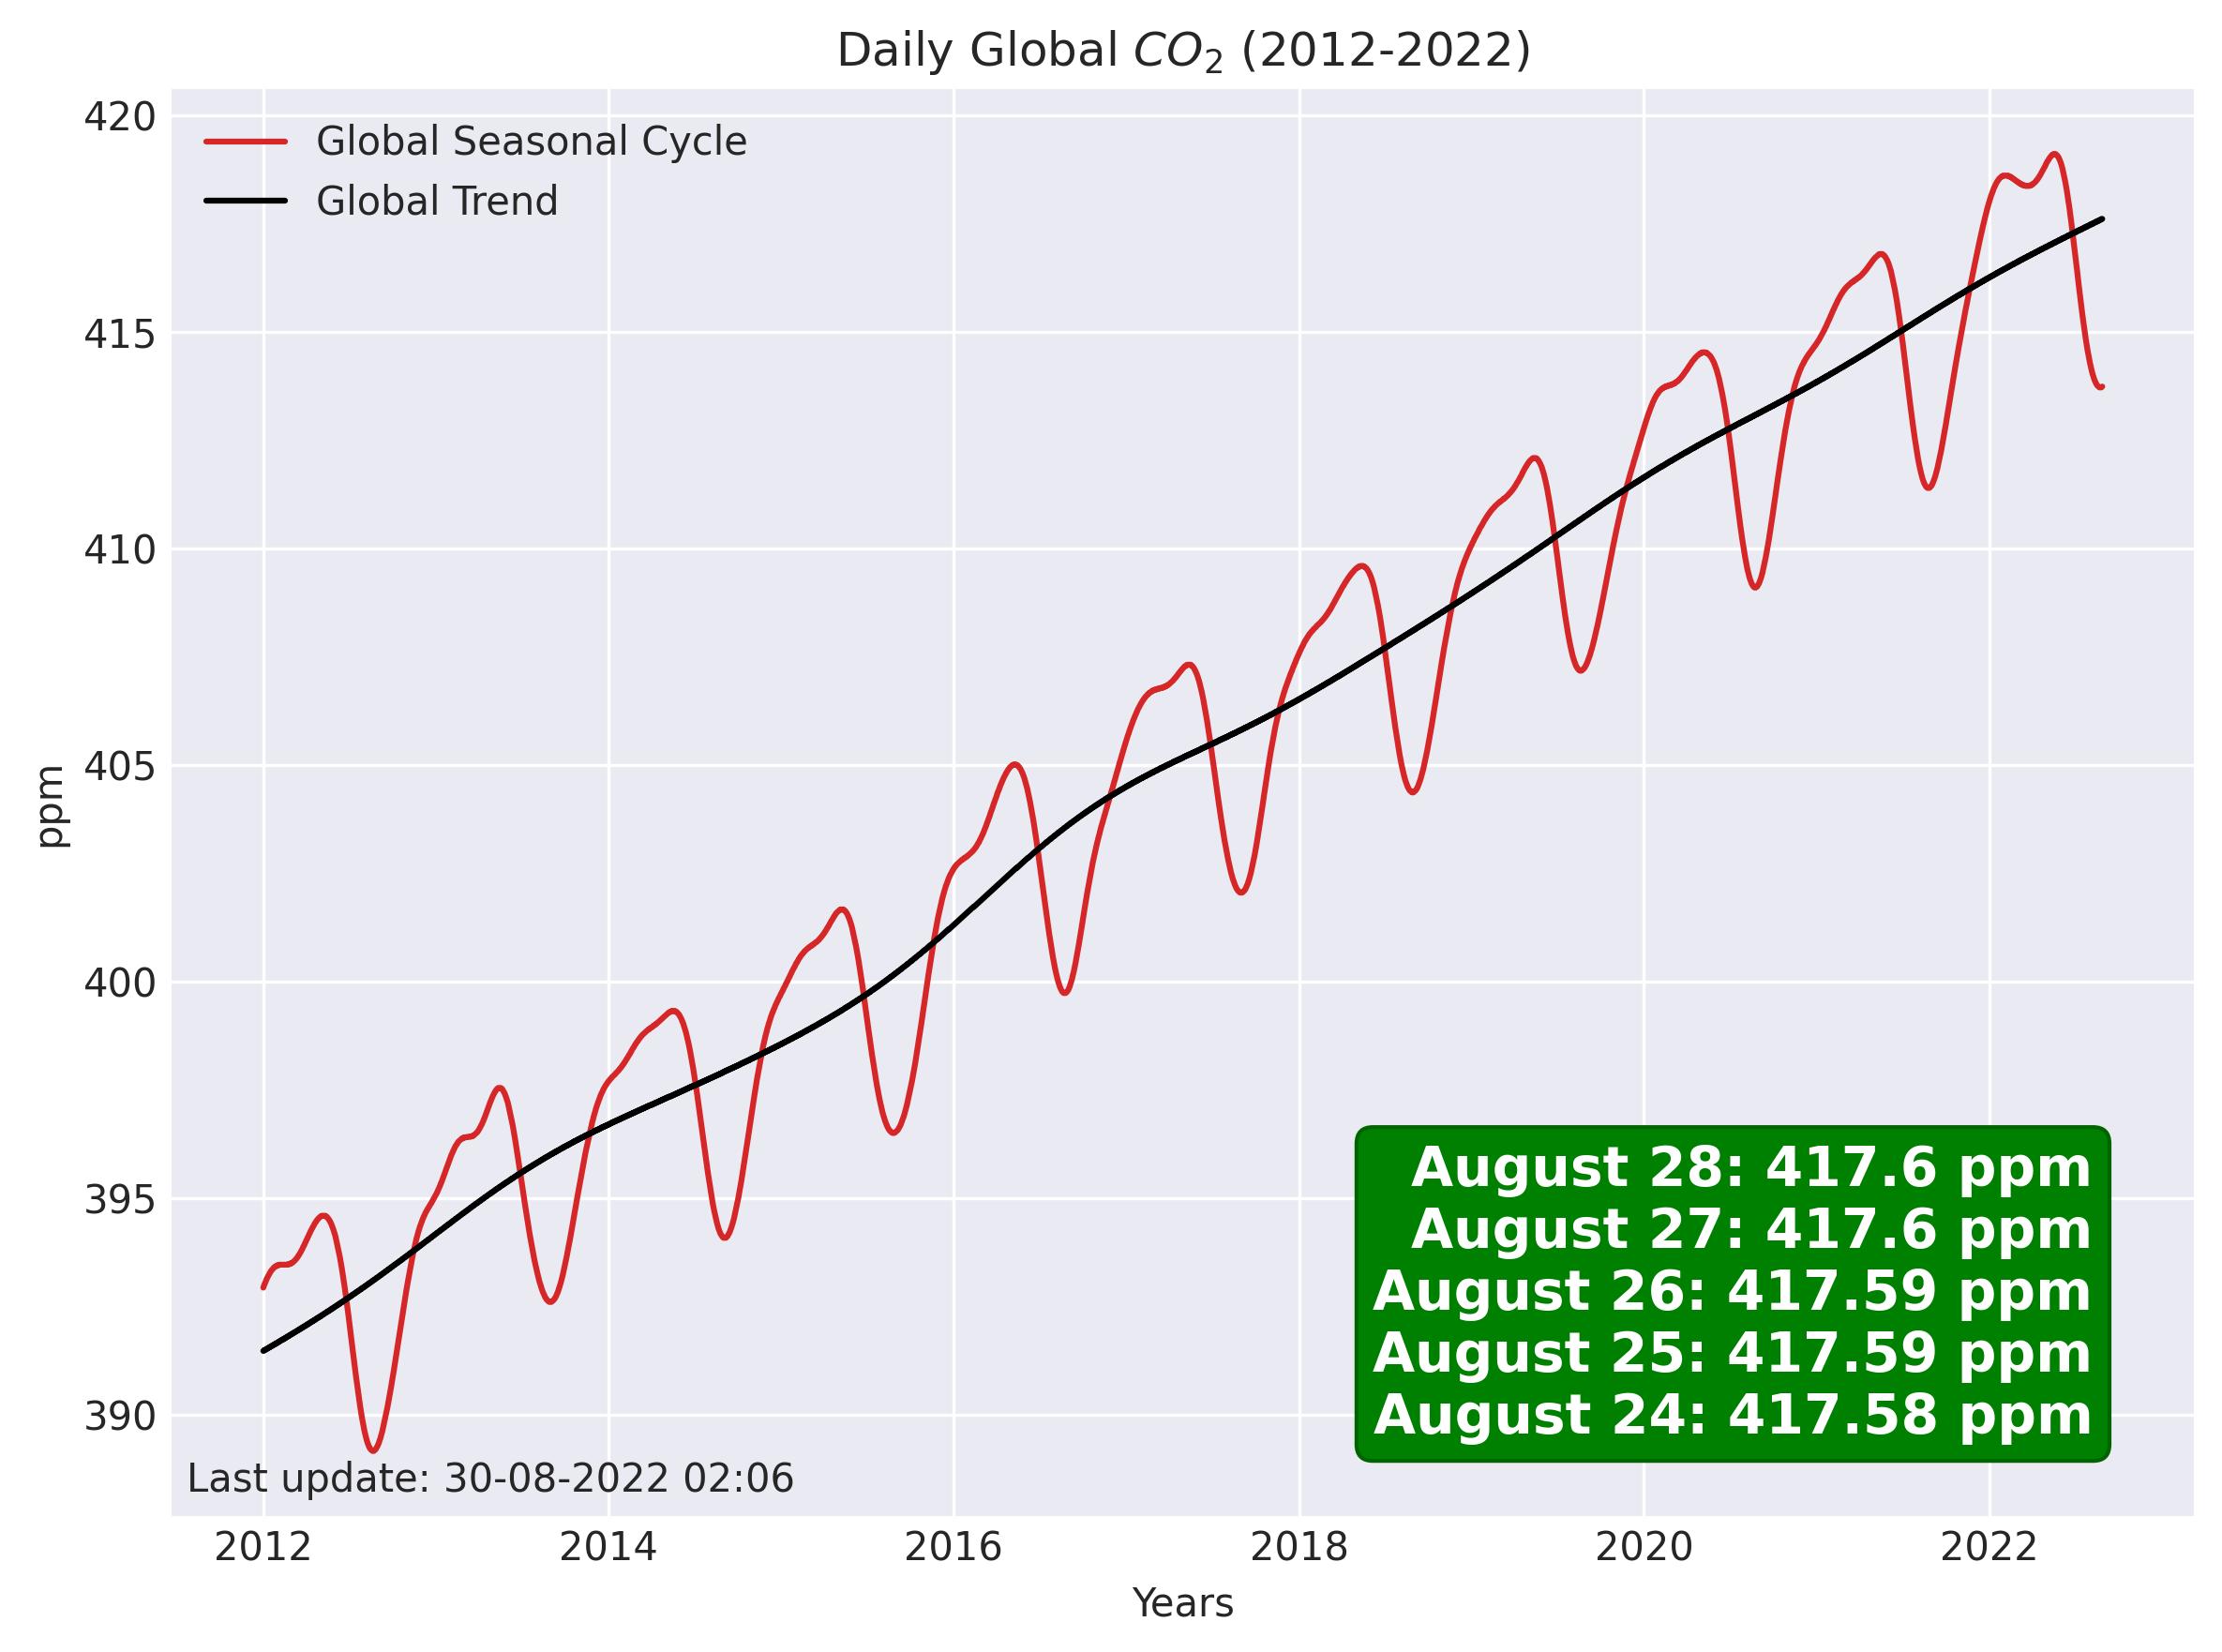 Daily Global CO₂ (2012-2022)
Global Seasonal Cycle
Global Trend
420
415
410
405
400
395
390
ppm
August 28: 417.6 ppm
August 27: 417.6 ppm
August 26: 417.59 ppm
August 25: 417.59 ppm
August 24: 417.58 ppm
Last update: 30-08-2022 02:06
2012 2014 2016 2018 2020 2022
Years